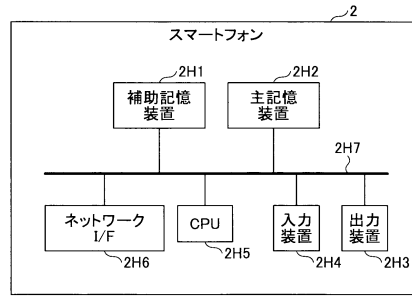 2
スマートフォン
2H1
2H2
補助記憶
装置
主記憶
装置
2H7
ネットワーク
I/F
CPU
入力
装置
出力
装置
2H6
2H5
2H4
2H3